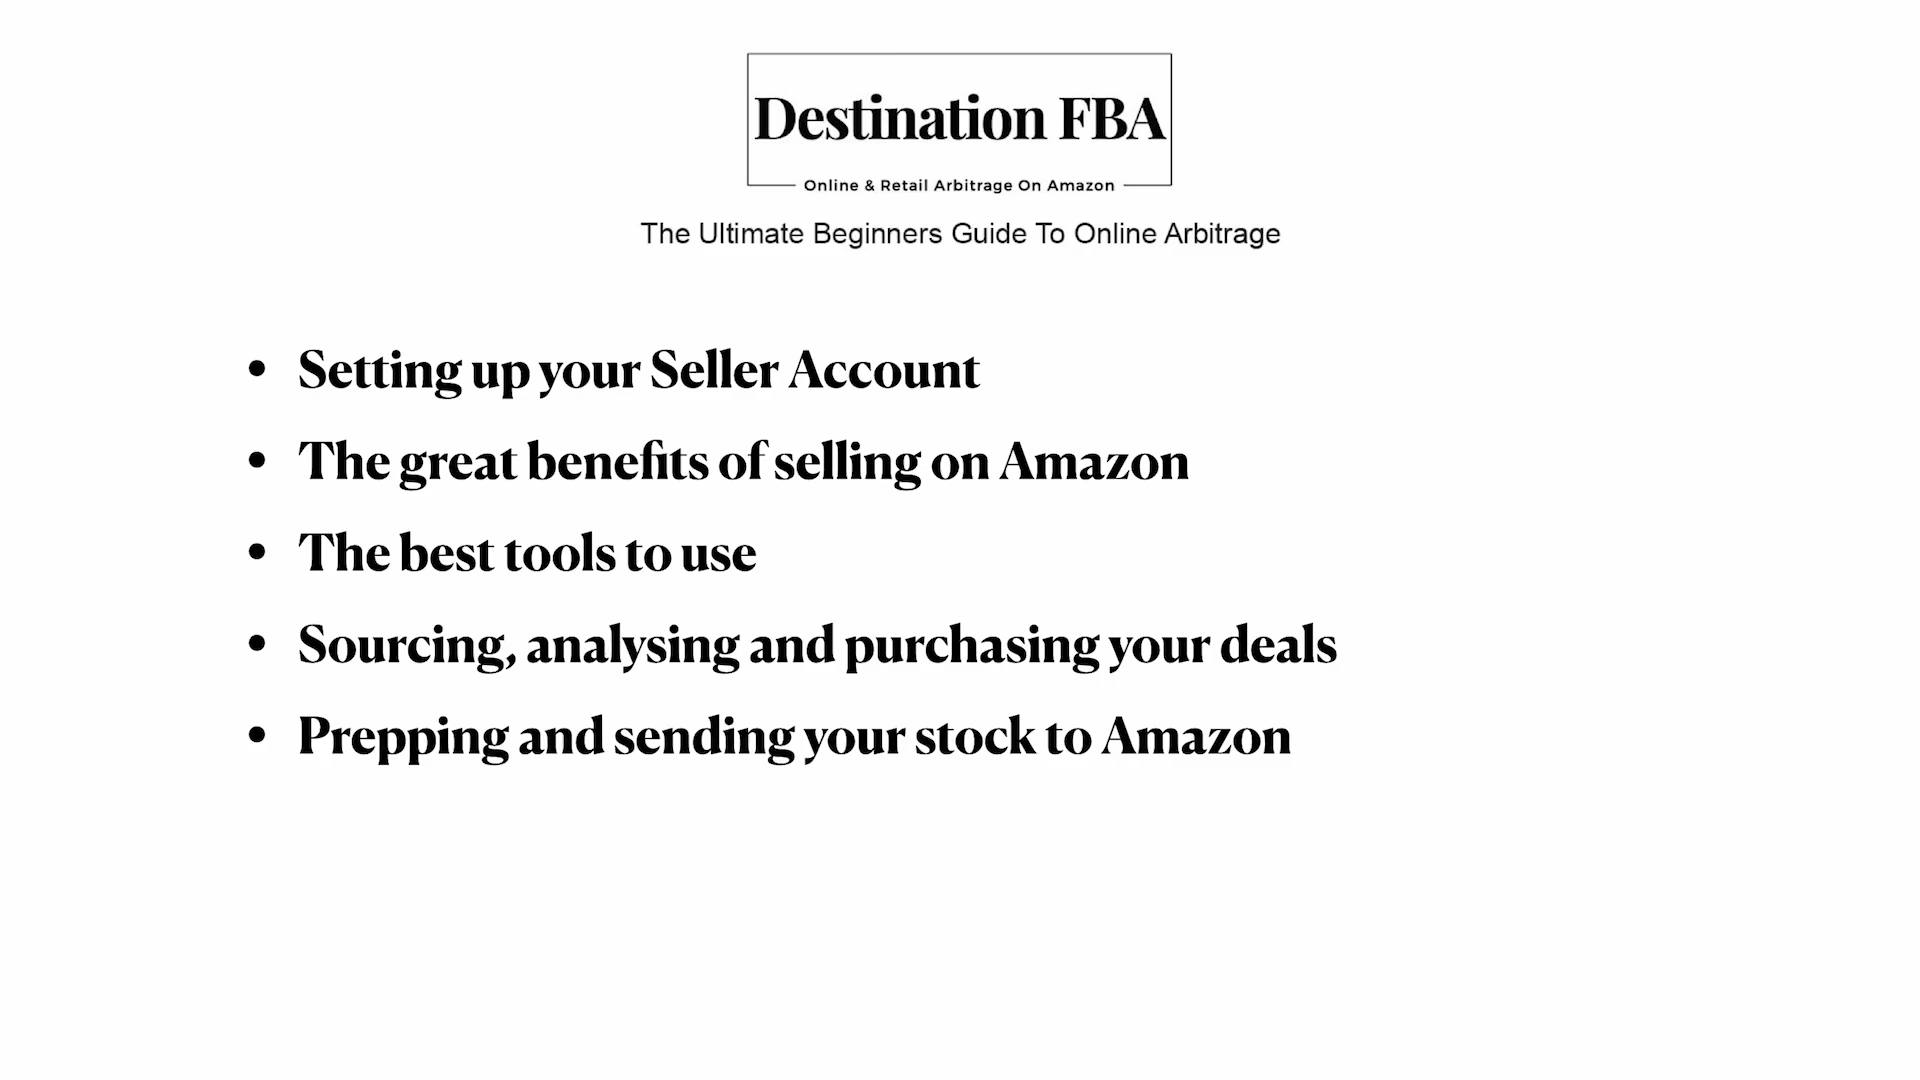 Destination FBA
Online & Retail Arbitrage On Amazon
The Ultimate Beginners Guide To Online Arbitrage
• Setting up your Seller Account
• The great benefits of selling on Amazon
• The best tools to use
• Sourcing, analysing and purchasing your deals
• Prepping and sending your stock to Amazon